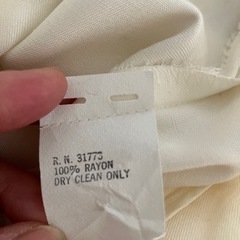 R. N. 31773
100% RAYON
DRY CLEAN ONLY